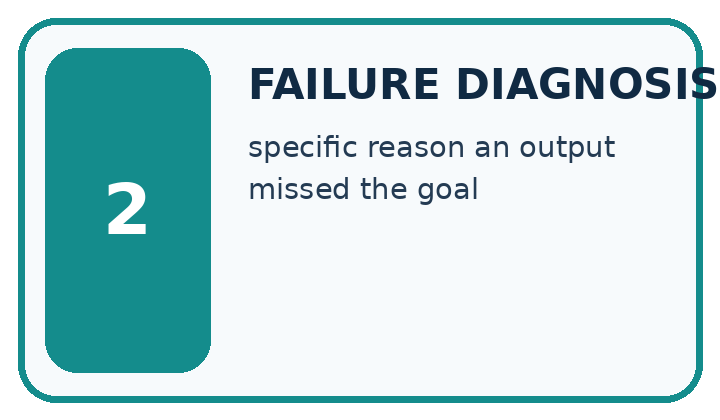 2
FAILURE DIAGNOSIS
specific reason an output
missed the goal